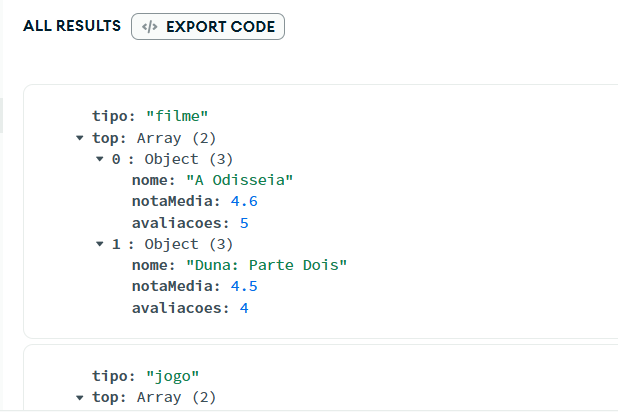 ALL RESULTS </> EXPORT CODE
tipo: "filme"
top: Array (2)
0 : Object (3)
nome: "A Odisseia"
notaMedia: 4.6
avaliacoes: 5
1 : Object (3)
nome: "Duna: Parte Dois"
notaMedia: 4.5
avaliacoes: 4
tipo: "jogo"
top: Array (2)